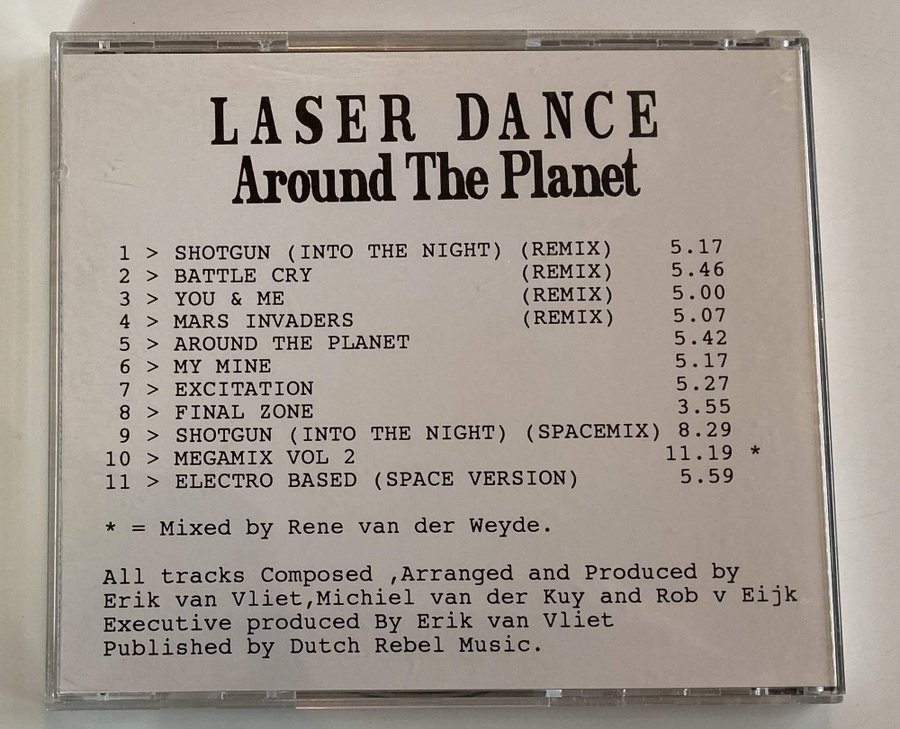 LASER DANCE
Around The Planet
1 > SHOTGUN (INTO THE NIGHT) (REMIX) 5.17
2 > BATTLE CRY (REMIX) 5.46
3 > YOU & ME (REMIX) 5.00
4 > MARS INVADERS (REMIX) 5.07
5 > AROUND THE PLANET 5.42
6 > MY MINE 5.17
7 > EXCITATION 5.27
8 > FINAL ZONE 3.55
9 > SHOTGUN (INTO THE NIGHT) (SPACEMIX) 8.29
10 > MEGAMIX VOL 2 11.19 *
11 > ELECTRO BASED (SPACE VERSION) 5.59
* = Mixed by Rene van der Weyde.
All tracks Composed ,Arranged and Produced by
Erik van Vliet,Michiel van der Kuy and Rob v Eijk
Executive produced By Erik van Vliet
Published by Dutch Rebel Music.